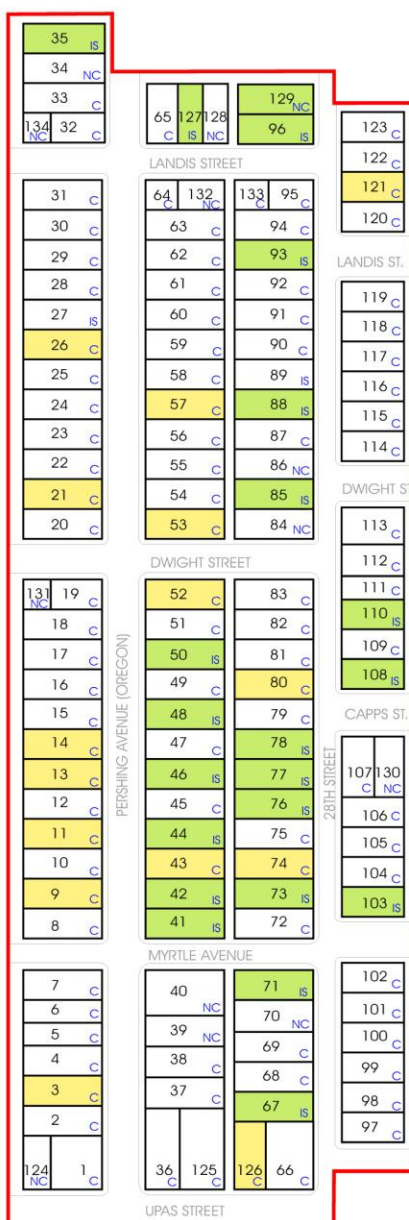 35 IS
34 NC
33 C
134 NC 32 C
65 C 127 IS 128 NC
129 NC
96 IS
123 C
122 C
121 C
120 C
LANDIS STREET
LANDIS ST.
31 C
30 C
29 C
28 C
27 IS
26 C
25 C
24 C
23 C
22 C
21 C
20 C
64 C 132 NC
63 C
62 C
61 C
60 C
59 C
58 C
57 C
56 C
55 C
54 C
53 C
133 C 95 C
94 C
93 IS
92 C
91 C
90 C
89 IS
88 IS
87 C
86 NC
85 IS
84 NC
119 C
118 C
117 C
116 C
115 C
114 C
DWIGHT STREET
DWIGHT ST
131 NC 19 C
18 C
17 C
16 C
15 C
14 C
13 C
12 C
11 C
10 C
9 C
8 C
PERSHING AVENUE (OREGON)
52 C
51 C
50 IS
49 C
48 IS
47 C
46 IS
45 C
44 IS
43 C
42 IS
41 IS
83 C
82 C
81 C
80 C
79 C
78 IS
77 IS
76 IS
75 C
74 C
73 IS
72 C
28TH STREET
113 C
112 C
111 C
110 IS
109 C
108 IS
CAPPS ST.
107 C 130 NC
106 C
105 C
104 C
103 IS
MYRTLE AVENUE
7 C
6 C
5 C
4 C
3 C
2 C
124 NC 1 C
40 NC
39 NC
38 C
37 C
36 C 125 C
71 IS
70 NC
69 C
68 C
67 IS
126 C 66 C
102 C
101 C
100 C
99 C
98 C
97 C
UPAS STREET